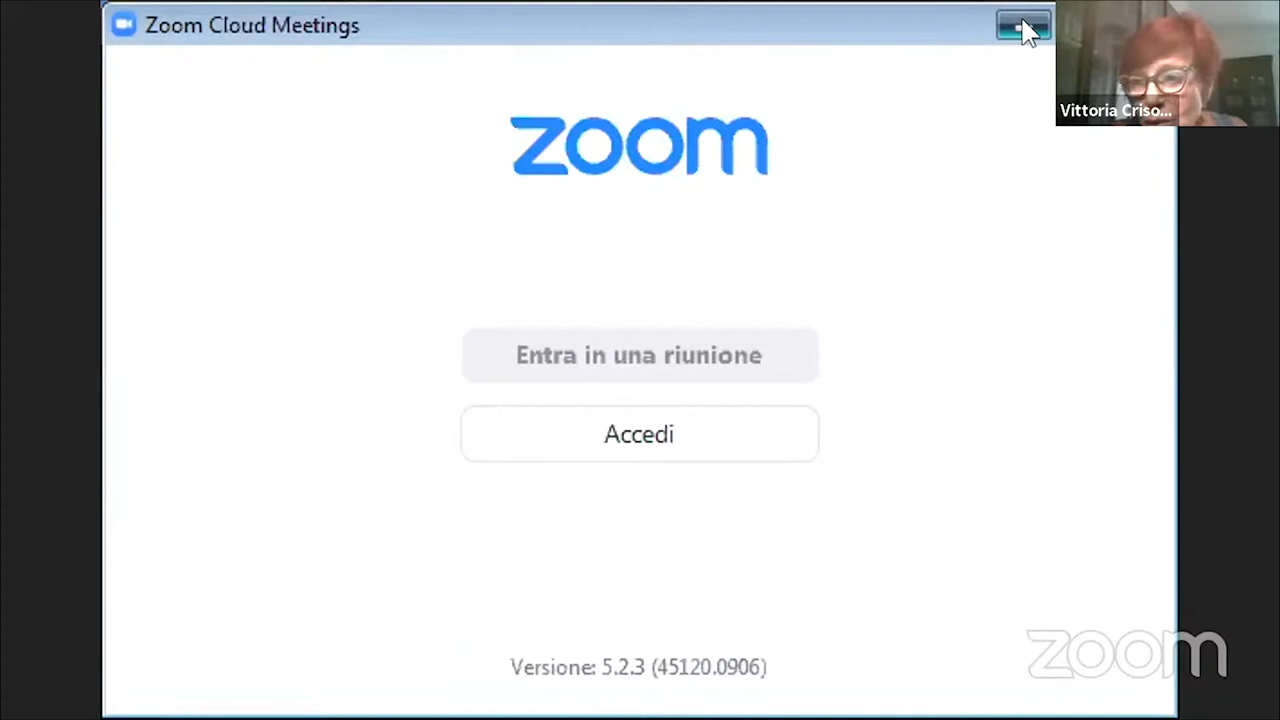 Zoom Cloud Meetings
Vittoria Criso...
zoom
Entra in una riunione
Accedi
Versione: 5.2.3 (45120.0906)
zoom